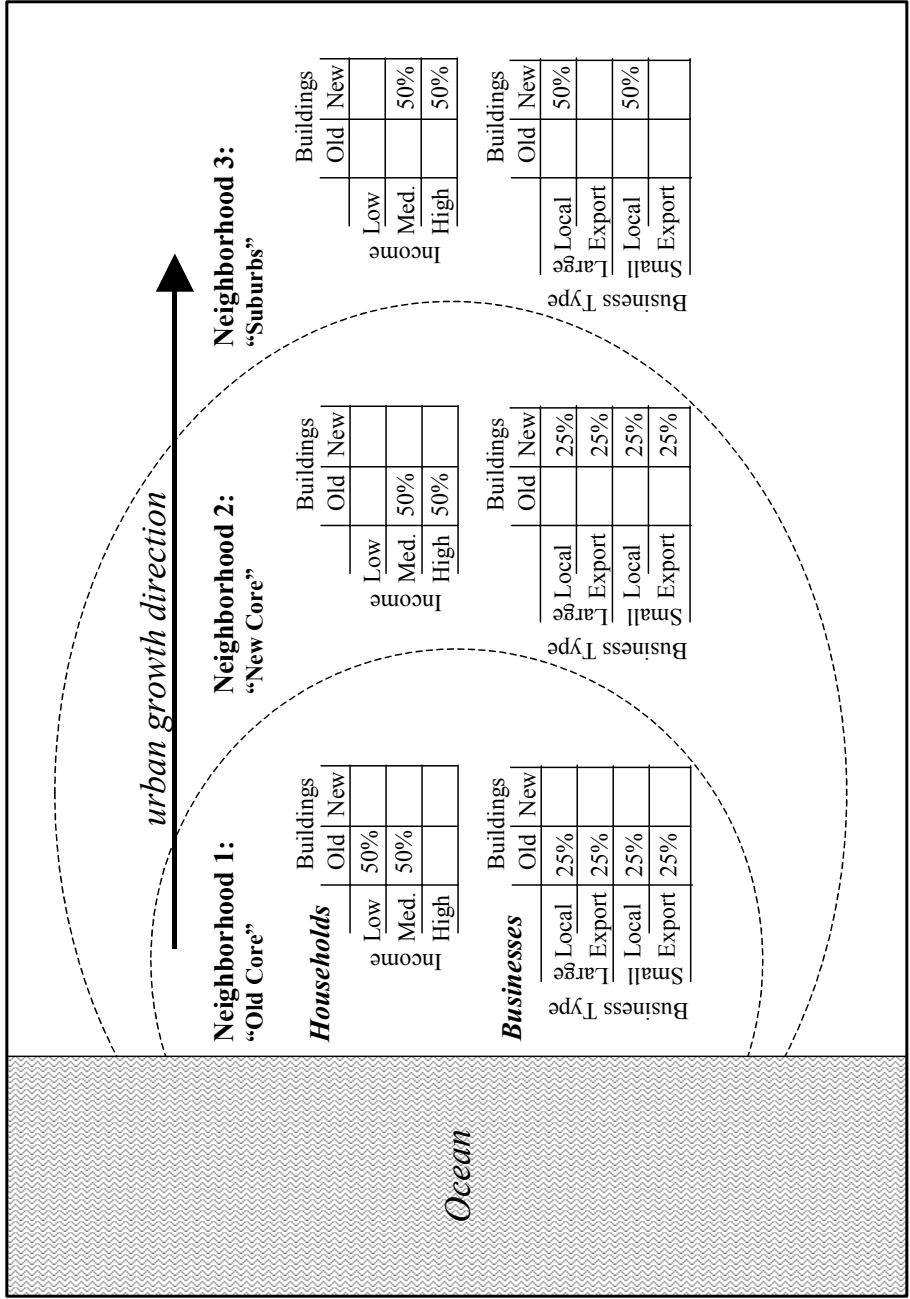 urban growth direction
Neighborhood 1:
“Old Core”
Neighborhood 2:
“New Core”
Neighborhood 3:
“Suburbs”
Households
Buildings
Old New
Income
Low 50%
Med. 50%
High
Buildings
Old New
Income
Low
Med. 50%
High 50%
Buildings
Old New
Income
Low
Med. 50%
High 50%
Businesses
Buildings
Old New
Business Type
Large
Local 25%
Export 25%
Small
Local 25%
Export 25%
Buildings
Old New
Business Type
Large
Local 25%
Export 25%
Small
Local 25%
Export 25%
Buildings
Old New
Business Type
Large
Local 50%
Export
Small
Local 50%
Export
Ocean